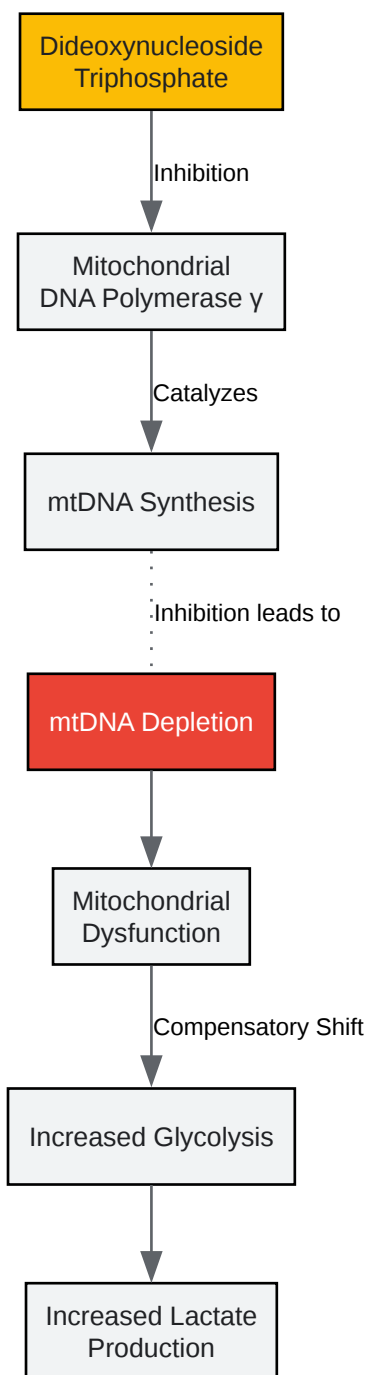 Dideoxynucleoside
Triphosphate
Inhibition
Mitochondrial
DNA Polymerase γ
Catalyzes
mtDNA Synthesis
Inhibition leads to
mtDNA Depletion
Mitochondrial
Dysfunction
Compensatory Shift
Increased Glycolysis
Increased Lactate
Production